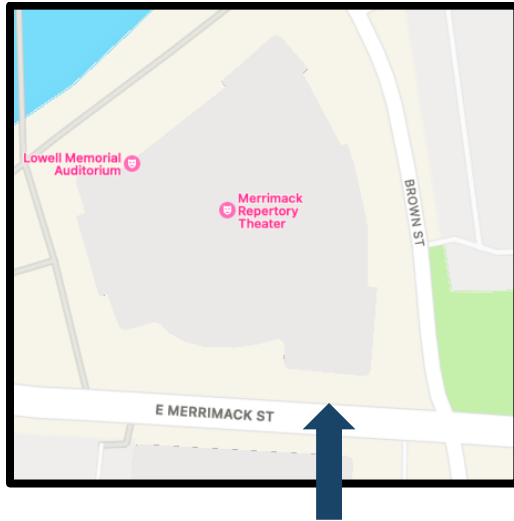 Lowell Memorial
Auditorium
Merrimack
Repertory
Theater
BROWN ST
E MERRIMACK ST